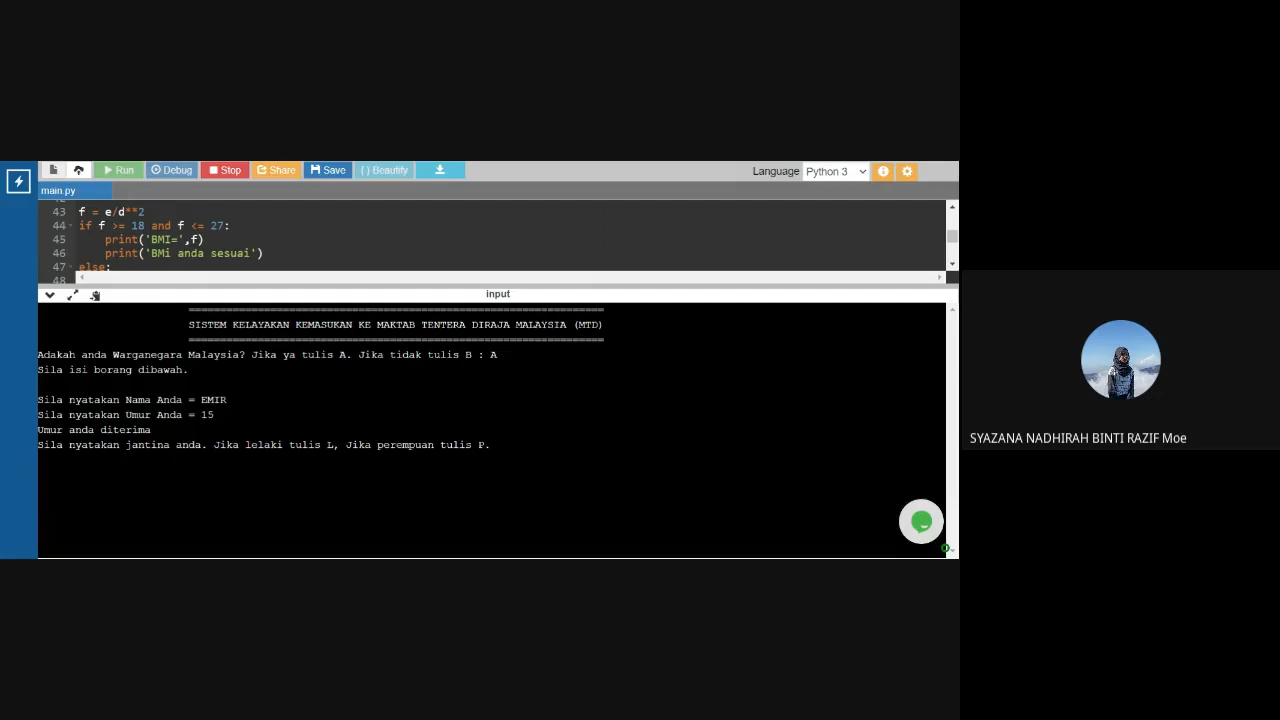 Run Debug Stop Share Save { } Beautify Language Python 3
main.py
43 f = e/d**2
44 if f >= 18 and f <= 27:
45 print('BMI=',f)
46 print('BMi anda sesuai')
47 else:
48
input
SISTEM KELAYAKAN KEMASUKAN KE MAKTAB TENTERA DIRAJA MALAYSIA (MTD)
Adakah anda Warganegara Malaysia? Jika ya tulis A. Jika tidak tulis B : A
Sila isi borang dibawah.
Sila nyatakan Nama Anda = EMIR
Sila nyatakan Umur Anda = 15
Umur anda diterima
Sila nyatakan jantina anda. Jika lelaki tulis L, Jika perempuan tulis P.
SYAZANA NADHIRAH BINTI RAZIF Moe